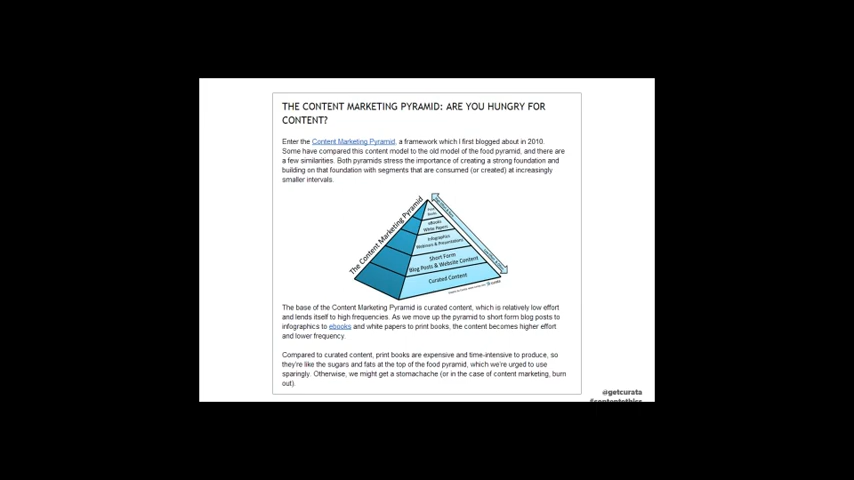 THE CONTENT MARKETING PYRAMID: ARE YOU HUNGRY FOR
CONTENT?
Enter the Content Marketing Pyramid, a framework which I first blogged about in 2010.
Some have compared this content model to the old model of the food pyramid, and there are
a few similarities. Both pyramids stress the importance of creating a strong foundation and
building on that foundation with segments that are consumed (or created) at increasingly
smaller intervals.
The Content Marketing Pyramid
Print
Books
eBooks
White Papers
Infographics
Webinars & Presentations
Short Form
Blog Posts & Website Content
Curated Content
The base of the Content Marketing Pyramid is curated content, which is relatively low effort
and lends itself to high frequencies. As we move up the pyramid to short form blog posts to
infographics to ebooks and white papers to print books, the content becomes higher effort
and lower frequency.
Compared to curated content, print books are expensive and time-intensive to produce, so
they're like the sugars and fats at the top of the food pyramid, which we're urged to use
sparingly. Otherwise, we might get a stomachache (or in the case of content marketing, burn
out).
@getcurata
#contentethics